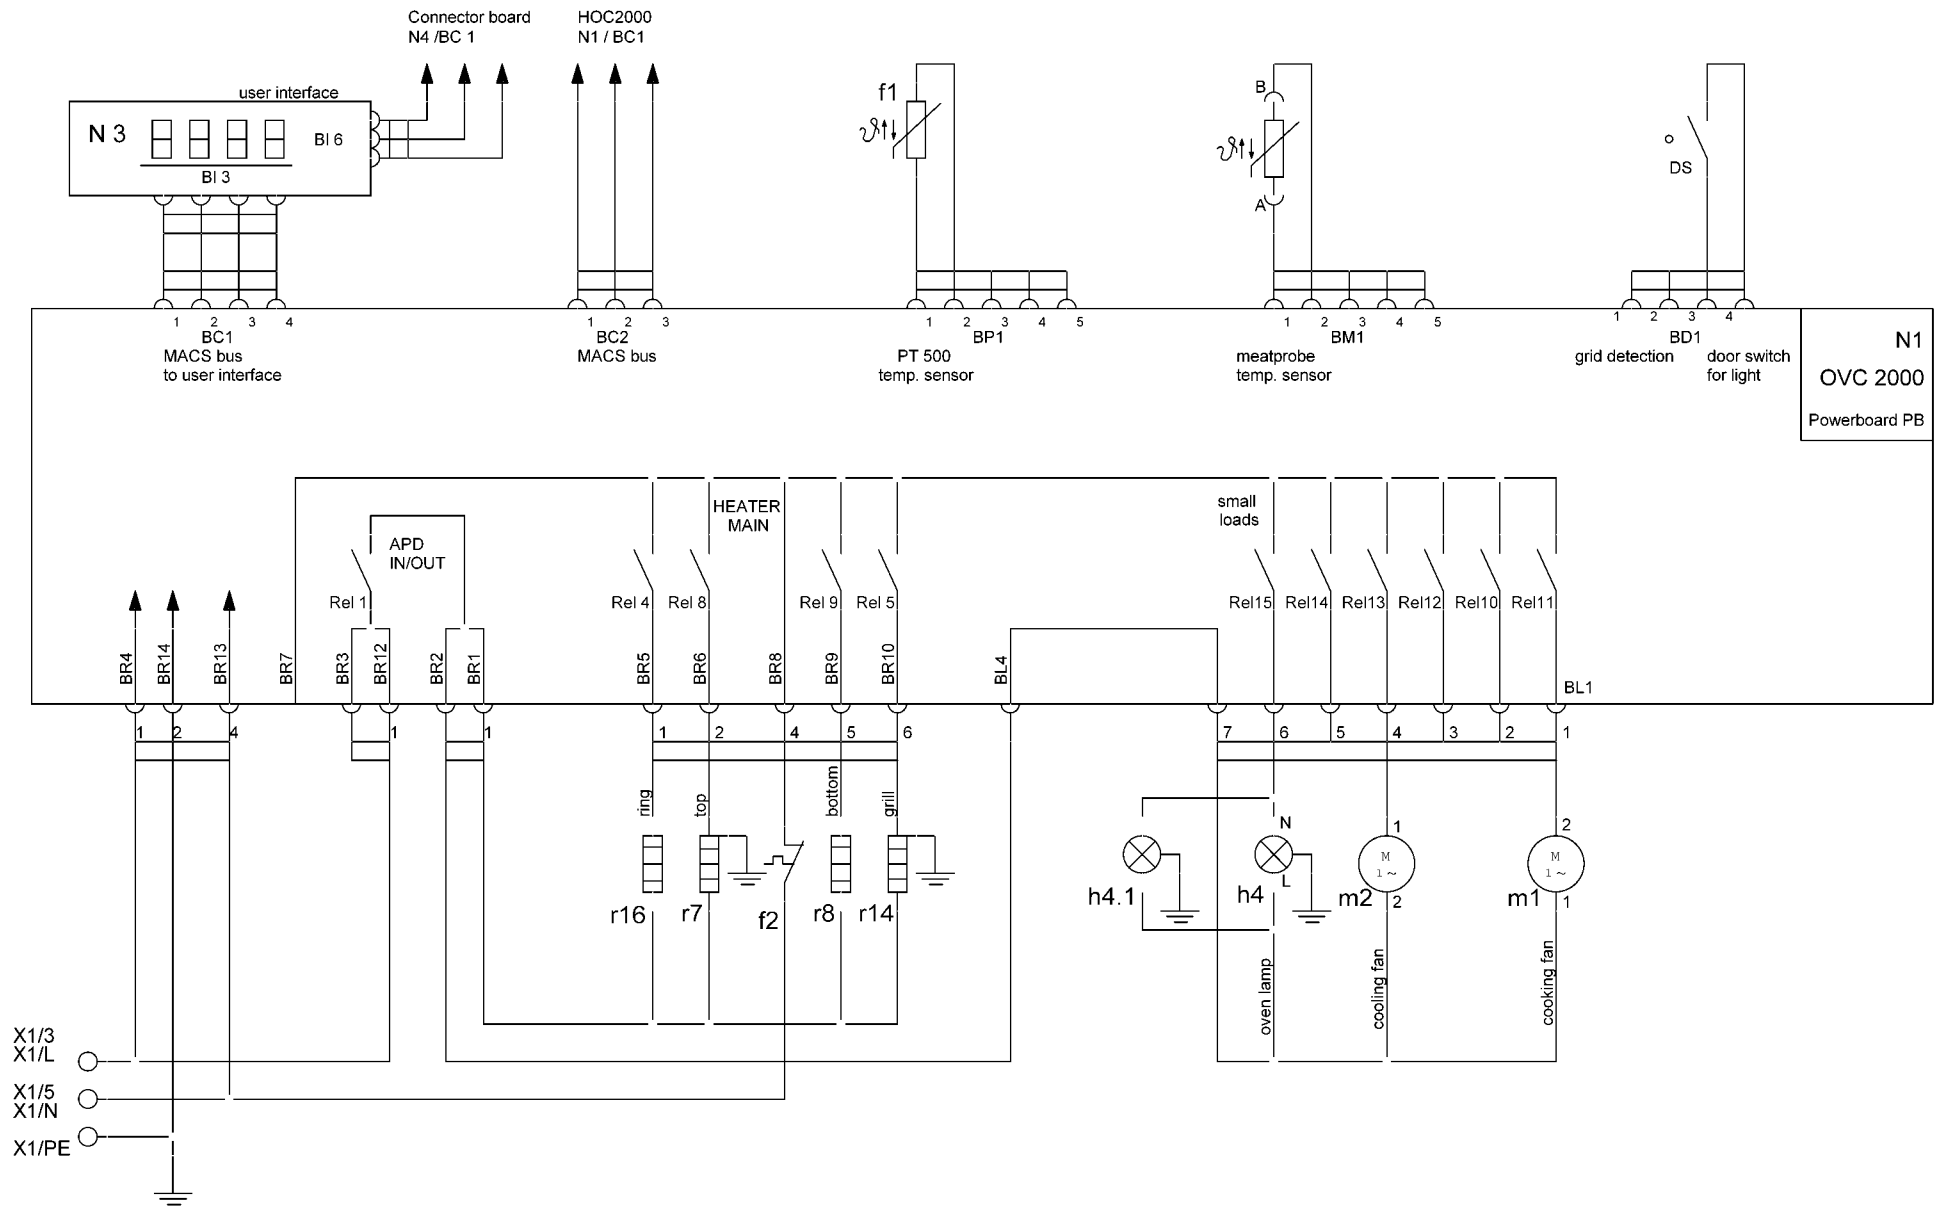 Connector board
N4 /BC 1
HOC2000
N1 / BC1
user interface
N 3
BI 6
BI 3
f1
B
A
DS
1 2 3 4
BC1
MACS bus
to user interface
1 2 3
BC2
MACS bus
1 2 3 4 5
BP1
PT 500
temp. sensor
1 2 3 4 5
BM1
meatprobe
temp. sensor
1 2 3 4
BD1
grid detection
door switch
for light
N1
OVC 2000
Powerboard PB
APD
IN/OUT
HEATER
MAIN
small
loads
Rel 1
Rel 4
Rel 8
Rel 9
Rel 5
Rel15
Rel14
Rel13
Rel12
Rel10
Rel11
BR4
BR14
BR13
BR7
BR3
BR12
BR2
BR1
BR5
BR6
BR8
BR9
BR10
BL4
BL1
1 2 4 1 1 1 2 4 5 6 7 6 5 4 3 2 1
ring
top
bottom
grill
N
L
1
M
1 ~
2
2
M
1 ~
1
r16
r7
f2
r8
r14
h4.1
h4
m2
m1
oven lamp
cooling fan
cooking fan
X1/3
X1/L
X1/5
X1/N
X1/PE